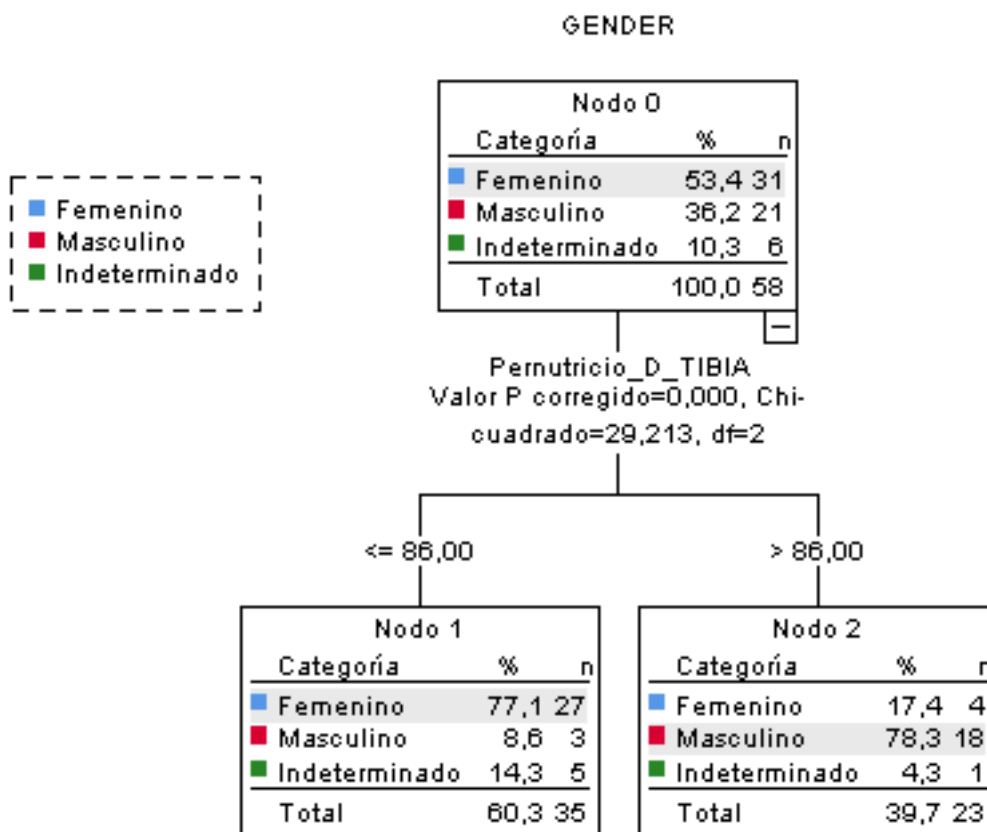 GENDER
Nodo 0
Categoría % n
Femenino 53,4 31
Masculino 36,2 21
Indeterminado 10,3 6
Total 100,0 58
Femenino
Masculino
Indeterminado
Pernutricio_D_TIBIA
Valor P corregido=0,000, Chi-
cuadrado=29,213, df=2
<= 86,00
> 86,00
Nodo 1
Categoría % n
Femenino 77,1 27
Masculino 8,6 3
Indeterminado 14,3 5
Total 60,3 35
Nodo 2
Categoría % n
Femenino 17,4 4
Masculino 78,3 18
Indeterminado 4,3 1
Total 39,7 23